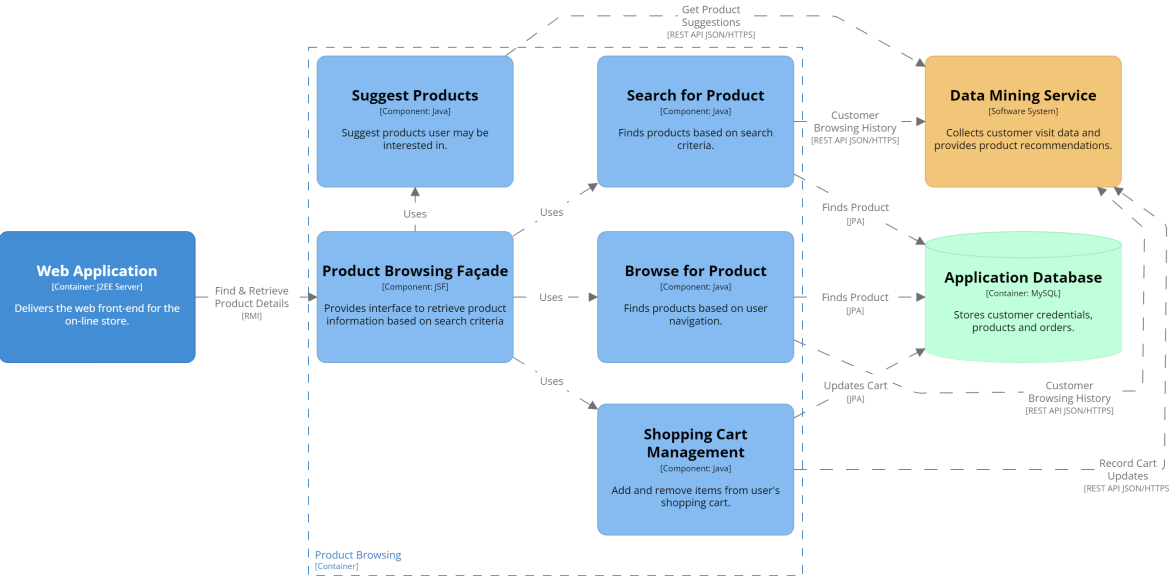 Get Product
Suggestions
[REST API JSON/HTTPS]
Suggest Products
[Component: Java]
Suggest products user may be
interested in.
Search for Product
[Component: Java]
Finds products based on search
criteria.
Customer
Browsing History
[REST API JSON/HTTPS]
Data Mining Service
[Software System]
Collects customer visit data and
provides product recommendations.
Uses
Uses
Finds Product
[JPA]
Web Application
[Container: J2EE Server]
Delivers the web front-end for the
on-line store.
Find & Retrieve
Product Details
[RMI]
Product Browsing Façade
[Component: JSF]
Provides interface to retrieve product
information based on search criteria
Uses
Browse for Product
[Component: Java]
Finds products based on user
navigation.
Finds Product
[JPA]
Application Database
[Container: MySQL]
Stores customer credentials,
products and orders.
Uses
Updates Cart
[JPA]
Customer
Browsing History
[REST API JSON/HTTPS]
Shopping Cart
Management
[Component: Java]
Add and remove items from user's
shopping cart.
Record Cart
Updates
[REST API JSON/HTTPS
Product Browsing
[Container]